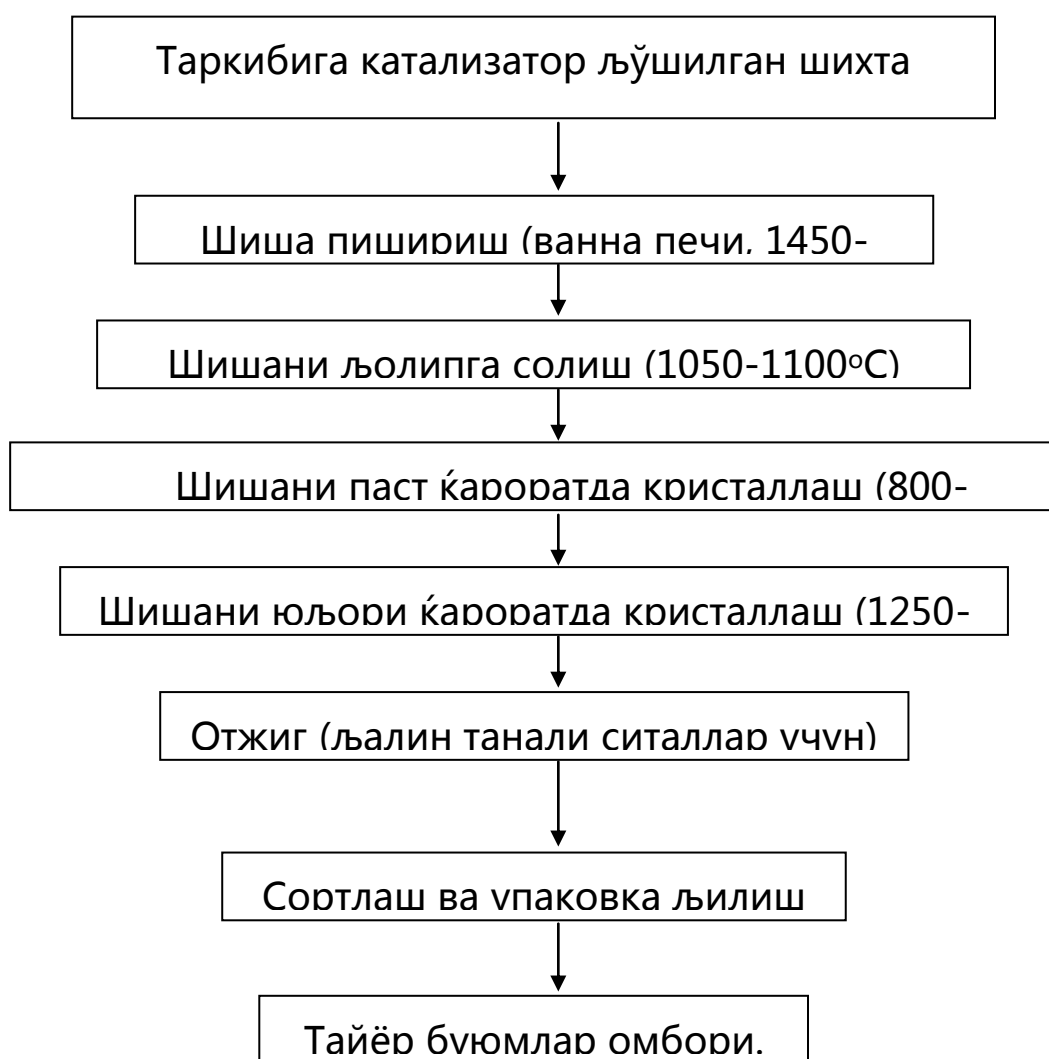 Таркибига катализатор љўшилган шихта
Шиша пишириш (ванна печи, 1450-
Шишани љолипга солиш (1050-1100ºС)
Шишани паст ќароратда кристаллаш (800-
Шишани юљори ќароратда кристаллаш (1250-
Отжиг (љалин танали ситаллар учун)
Сортлаш ва упаковка љилиш
Тайёр буюмлар омбори.